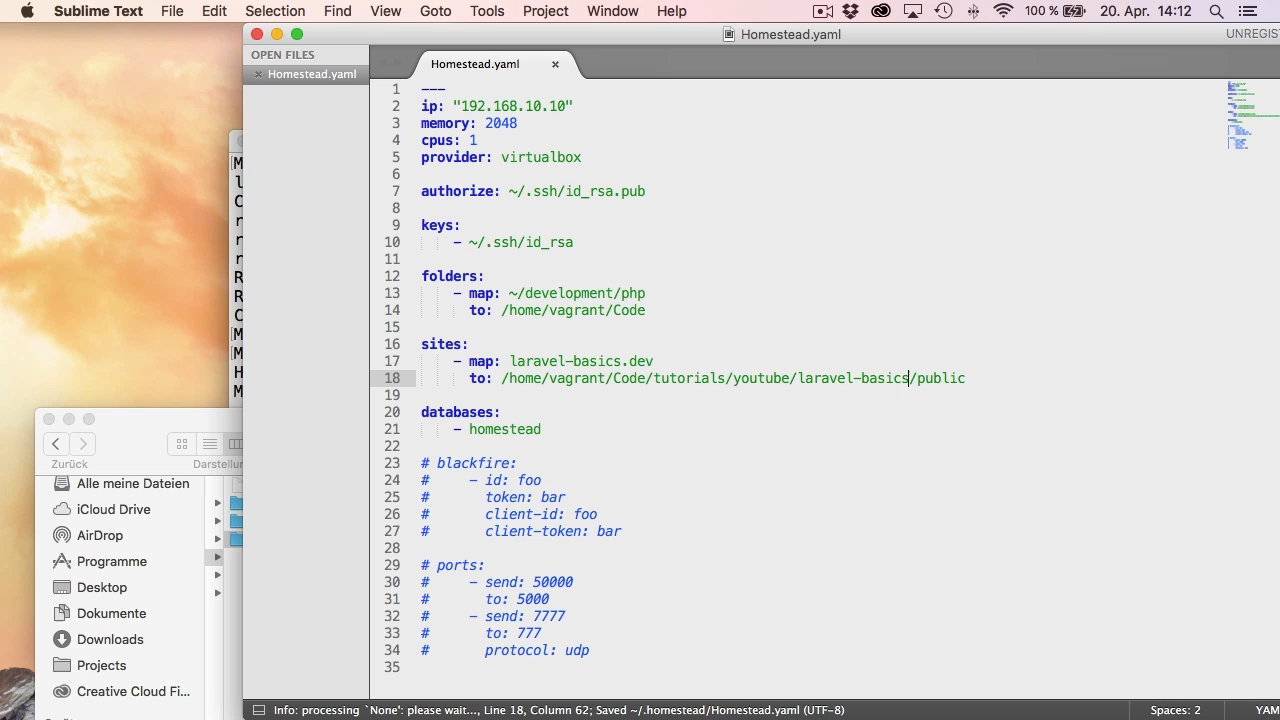 Sublime Text File Edit Selection Find View Goto Tools Project Window Help 100 % 20. Apr. 14:12
Homestead.yaml
UNREGIS
OPEN FILES
Homestead.yaml
Homestead.yaml
1 ---
2 ip: "192.168.10.10"
3 memory: 2048
4 cpus: 1
5 provider: virtualbox
6
7 authorize: ~/.ssh/id_rsa.pub
8
9 keys:
10 - ~/.ssh/id_rsa
11
12 folders:
13 - map: ~/development/php
14 to: /home/vagrant/Code
15
16 sites:
17 - map: laravel-basics.dev
18 to: /home/vagrant/Code/tutorials/youtube/laravel-basics/public
19
20 databases:
21 - homestead
22
23 # blackfire:
24 # - id: foo
25 # token: bar
26 # client-id: foo
27 # client-token: bar
28
29 # ports:
30 # - send: 50000
31 # to: 5000
32 # - send: 7777
33 # to: 777
34 # protocol: udp
35
Info: processing `None': please wait..., Line 18, Column 62; Saved ~/.homestead/Homestead.yaml (UTF-8)
Spaces: 2
YAM
Zurück
Darstellun
Alle meine Dateien
iCloud Drive
AirDrop
Programme
Desktop
Dokumente
Downloads
Projects
Creative Cloud Fi...